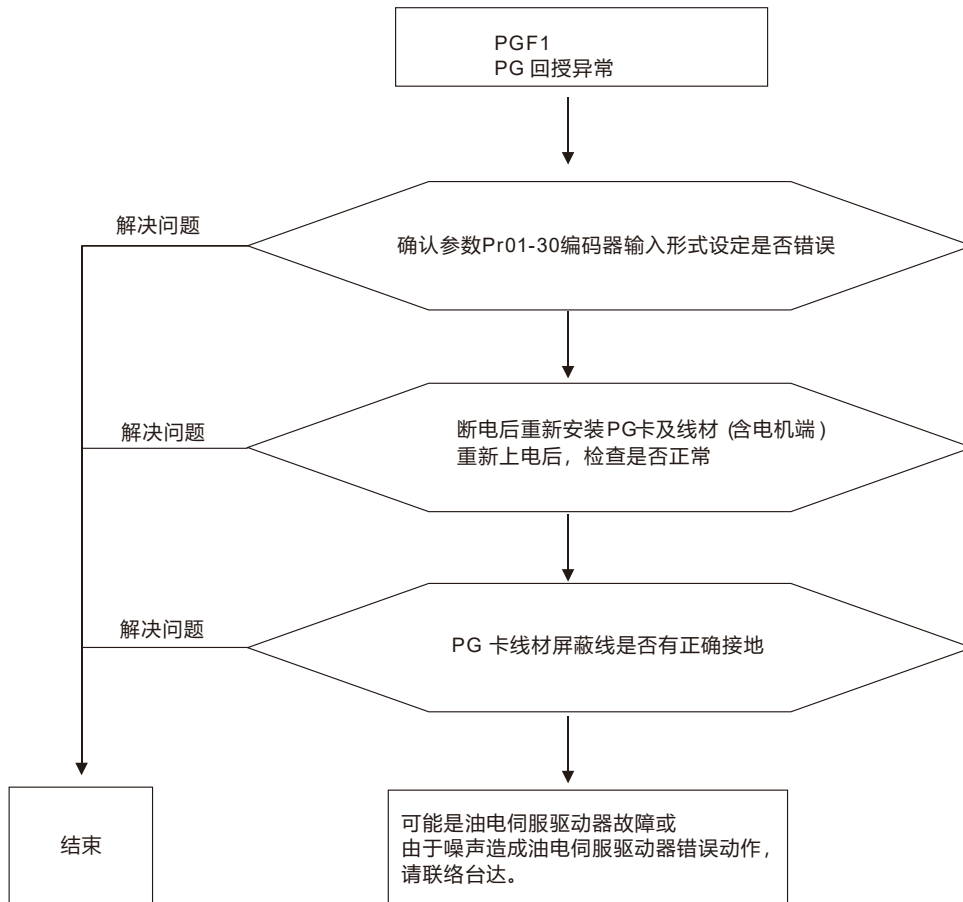 PGF1
PG 回授异常
解决问题
确认参数Pr01-30编码器输入形式设定是否错误
解决问题
断电后重新安装PG卡及线材 (含电机端)
重新上电后，检查是否正常
解决问题
PG 卡线材屏蔽线是否有正确接地
结束
可能是油电伺服驱动器故障或
由于噪声造成油电伺服驱动器错误动作，
请联络台达。